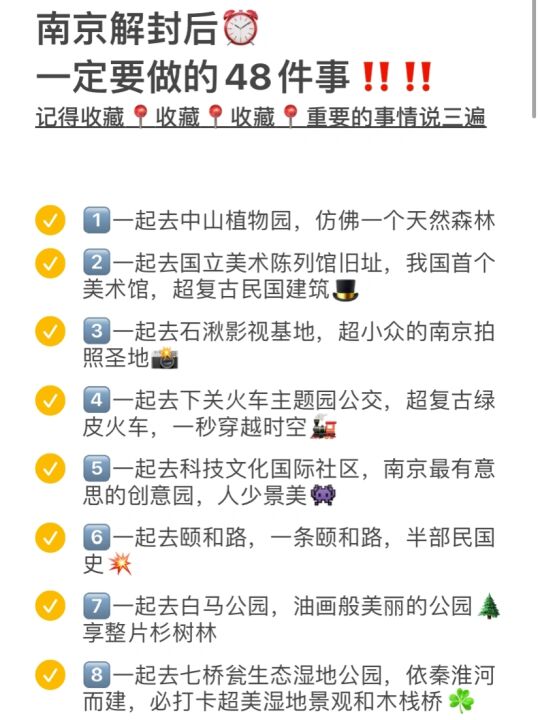 南京解封后⏰
一定要做的48件事‼️‼️
记得收藏📍收藏📍收藏📍重要的事情说三遍
1️⃣一起去中山植物园，仿佛一个天然森林
2️⃣一起去国立美术陈列馆旧址，我国首个
美术馆，超复古民国建筑🎩
3️⃣一起去石湫影视基地，超小众的南京拍
照圣地📸
4️⃣一起去下关火车主题园公交，超复古绿
皮火车，一秒穿越时空🚂
5️⃣一起去科技文化国际社区，南京最有意
思的创意园，人少景美👾
6️⃣一起去颐和路，一条颐和路，半部民国
史💥
7️⃣一起去白马公园，油画般美丽的公园🌲
享整片杉树林
8️⃣一起去七桥瓮生态湿地公园，依秦淮河
而建，必打卡超美湿地景观和木栈桥☘️